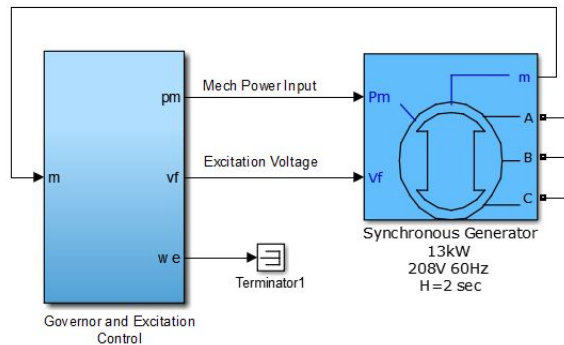 m
pm
vf
we
Governor and Excitation
Control
Mech Power Input
Excitation Voltage
Terminator1
Pm
Vf
m
A
B
C
Synchronous Generator
13kW
208V 60Hz
H=2 sec